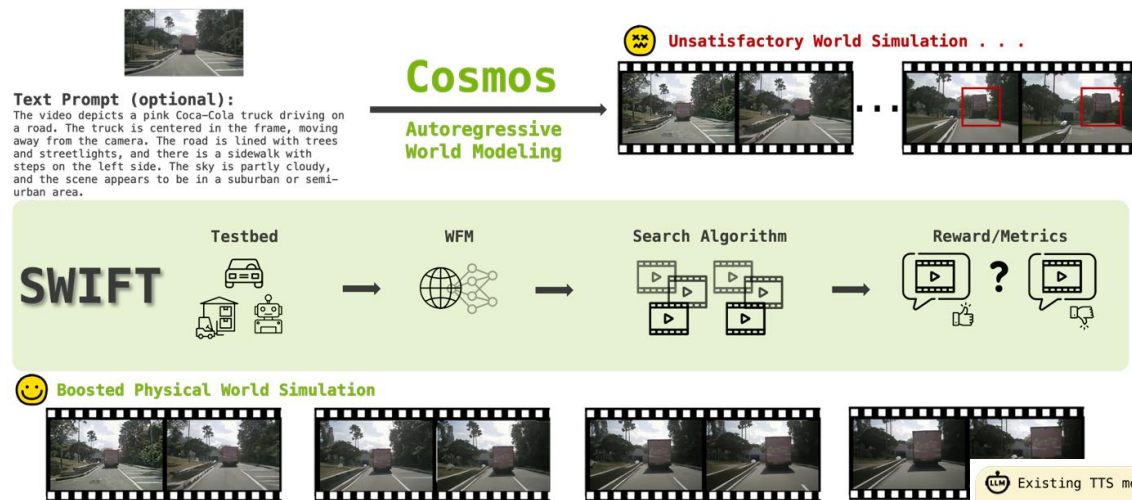 Cosmos
Autoregressive
World Modeling
Unsatisfactory World Simulation . . .
Text Prompt (optional):
The video depicts a pink Coca-Cola truck driving on
a road. The truck is centered in the frame, moving
away from the camera. The road is lined with trees
and streetlights, and there is a sidewalk with
steps on the left side. The sky is partly cloudy,
and the scene appears to be in a suburban or semi-
urban area.
SWIFT
Testbed
WFM
Search Algorithm
Reward/Metrics
?
Boosted Physical World Simulation
LLM
Existing TTS